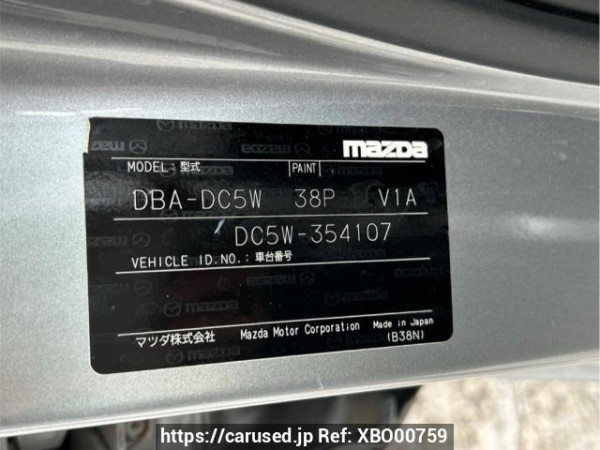 mazda
MODEL: 型式 PAINT
DBA-DC5W 38P V1A
DC5W-354107
VEHICLE ID.NO.: 車台番号
マツダ株式会社 Mazda Motor Corporation Made in Japan
(B38N)
https://carused.jp Ref: XBO00759